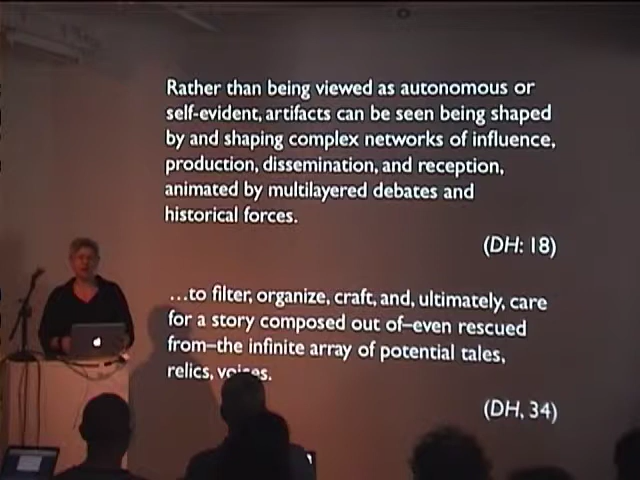 Rather than being viewed as autonomous or
self-evident, artifacts can be seen being shaped
by and shaping complex networks of influence,
production, dissemination, and reception,
animated by multilayered debates and
historical forces.
(DH: 18)
...to filter, organize, craft, and, ultimately, care
for a story composed out of–even rescued
from–the infinite array of potential tales,
relics, voices.
(DH, 34)